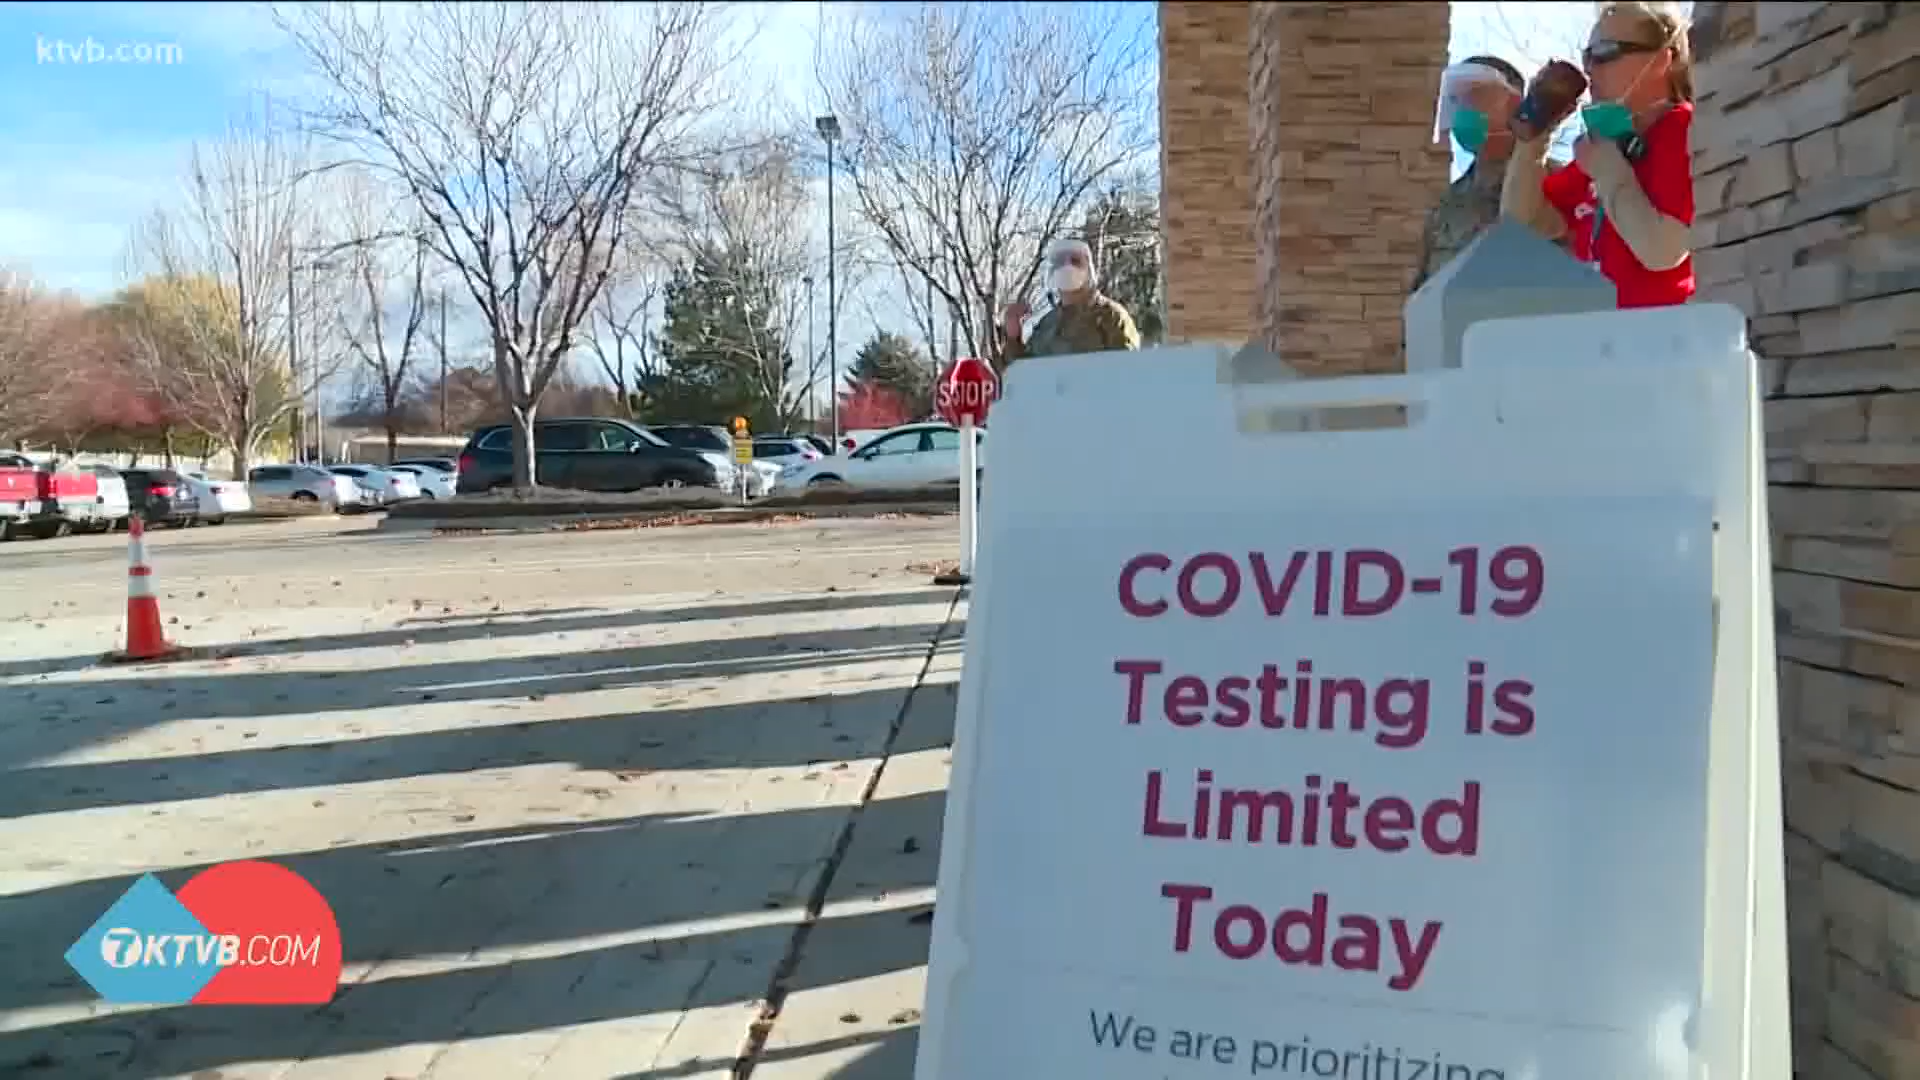 ktvb.com
STOP
COVID-19
Testing is
Limited
Today
We are prioritizing
7KTVB.COM